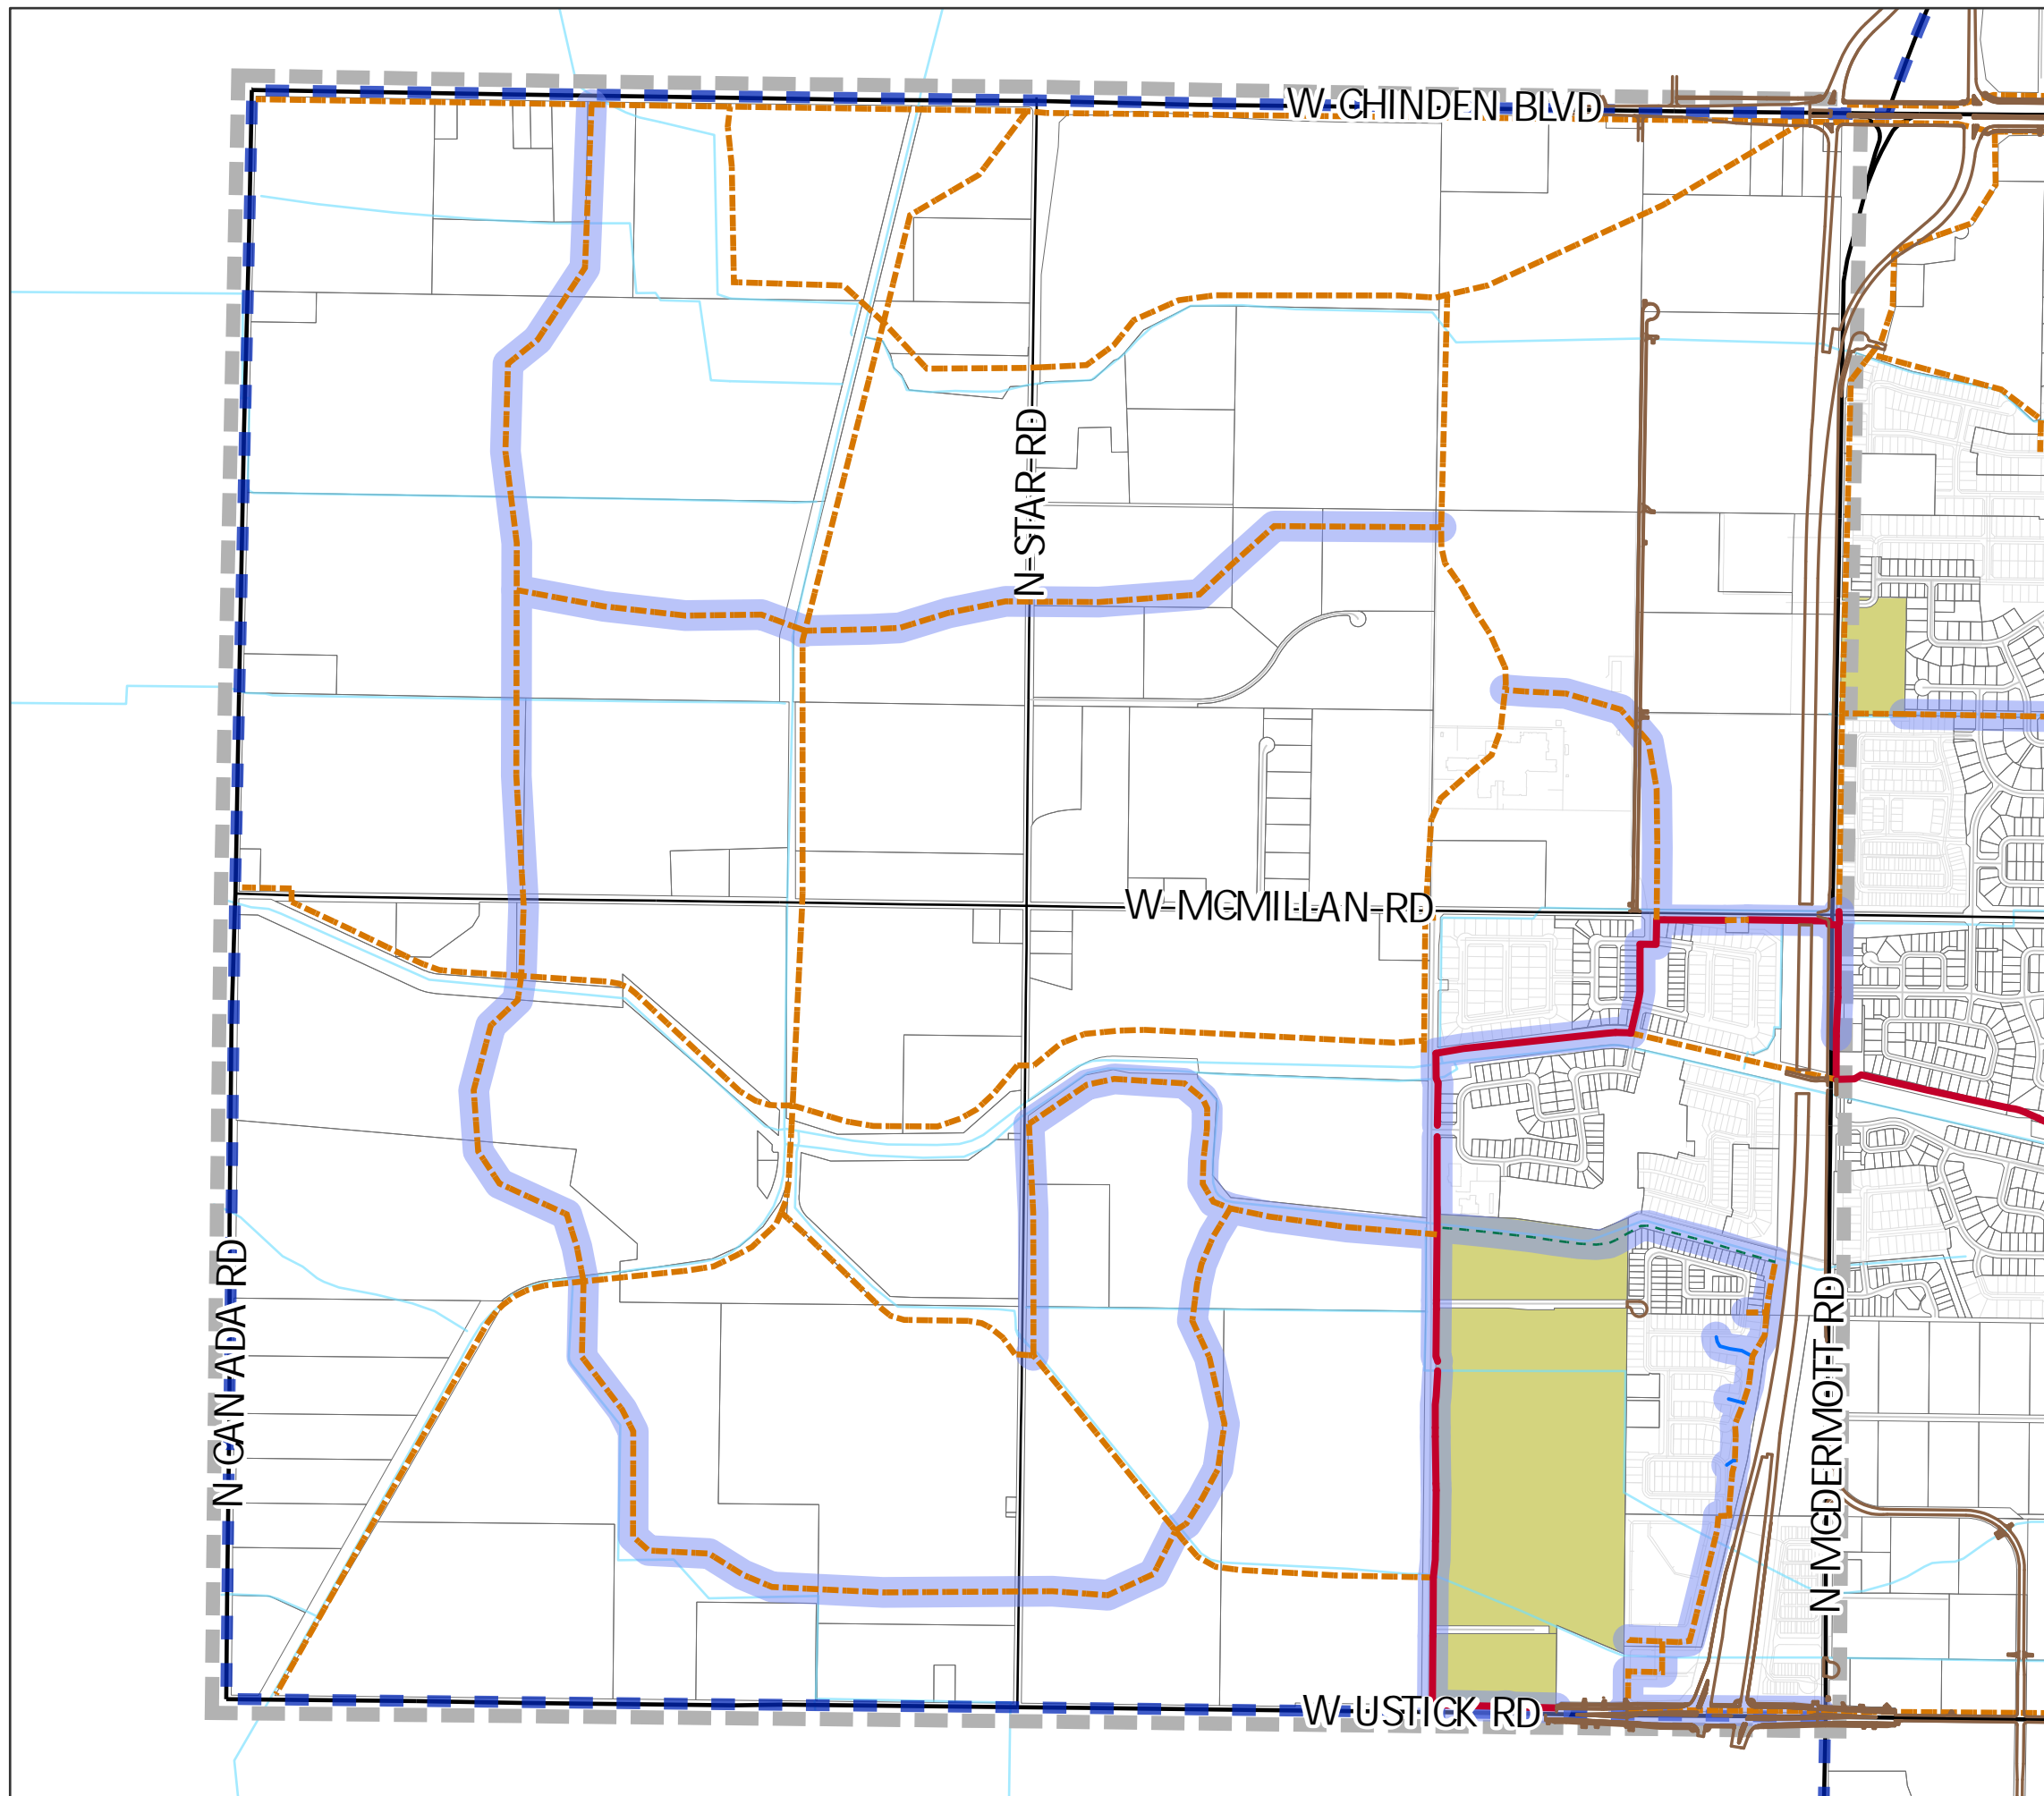 W CHINDEN BLVD
N STAR RD
W MCMILLAN RD
N CAN ADA RD
N MCDERMOTT RD
W USTICK RD